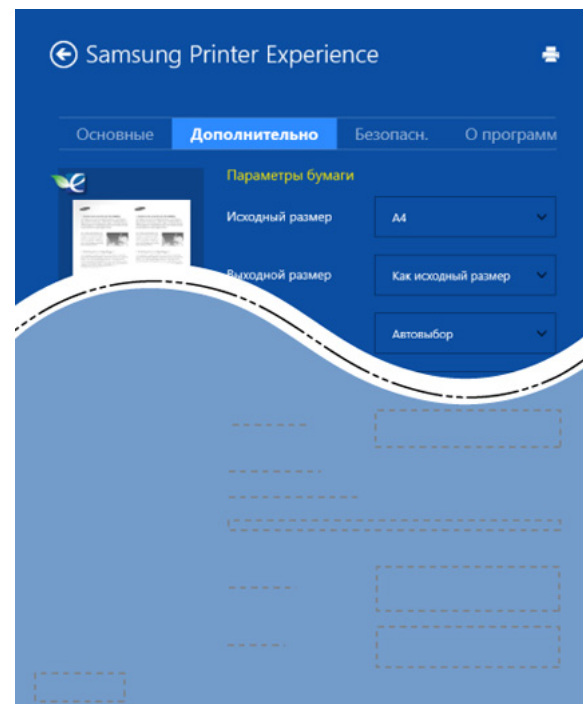 Samsung Printer Experience
Основные Дополнительно Безопасн. О программ
Параметры бумаги
Исходный размер A4
Выходной размер Как исходный размер
Автовыбор